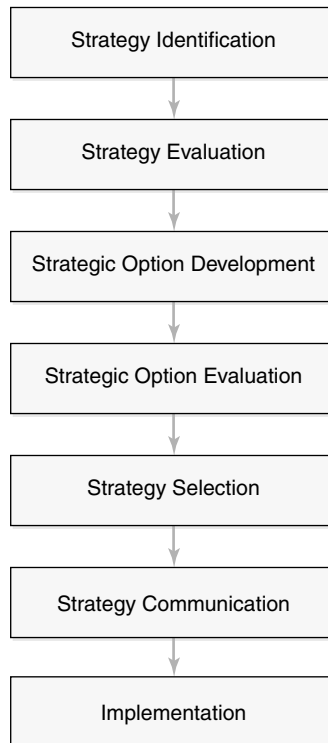 Strategy Identification
Strategy Evaluation
Strategic Option Development
Strategic Option Evaluation
Strategy Selection
Strategy Communication
Implementation